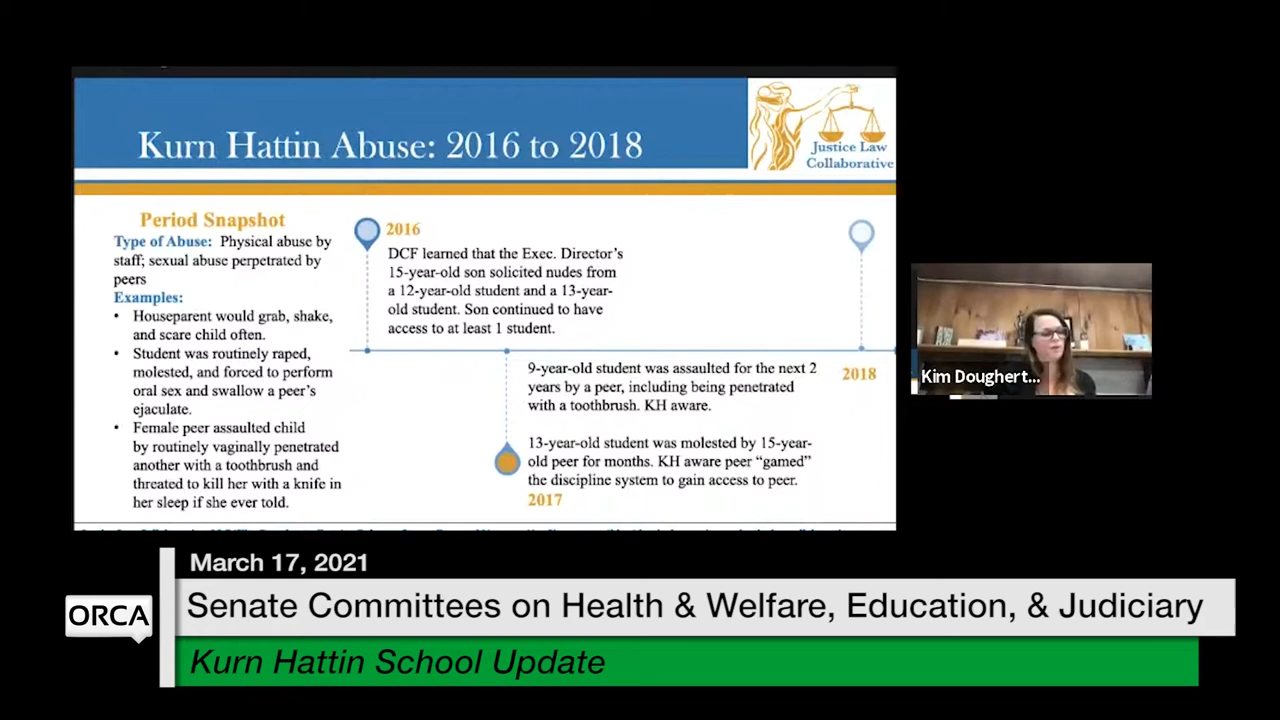 Kurn Hattin Abuse: 2016 to 2018
Justice Law
Collaborative
Period Snapshot
Type of Abuse: Physical abuse by
staff; sexual abuse perpetrated by
peers
Examples:
• Houseparent would grab, shake,
and scare child often.
• Student was routinely raped,
molested, and forced to perform
oral sex and swallow a peer's
ejaculate.
• Female peer assaulted child
by routinely vaginally penetrated
another with a toothbrush and
threatened to kill her with a knife in
her sleep if she ever told.
2016
DCF learned that the Exec. Director's
15-year-old son solicited nudes from
a 12-year-old student and a 13-year-
old student. Son continued to have
access to at least 1 student.
9-year-old student was assaulted for the next 2
years by a peer, including being penetrated
with a toothbrush. KH aware.
2018
13-year-old student was molested by 15-year-
old peer for months. KH aware peer "gamed"
the discipline system to gain access to peer.
2017
Kim Doughert...
March 17, 2021
ORCA
Senate Committees on Health & Welfare, Education, & Judiciary
Kurn Hattin School Update